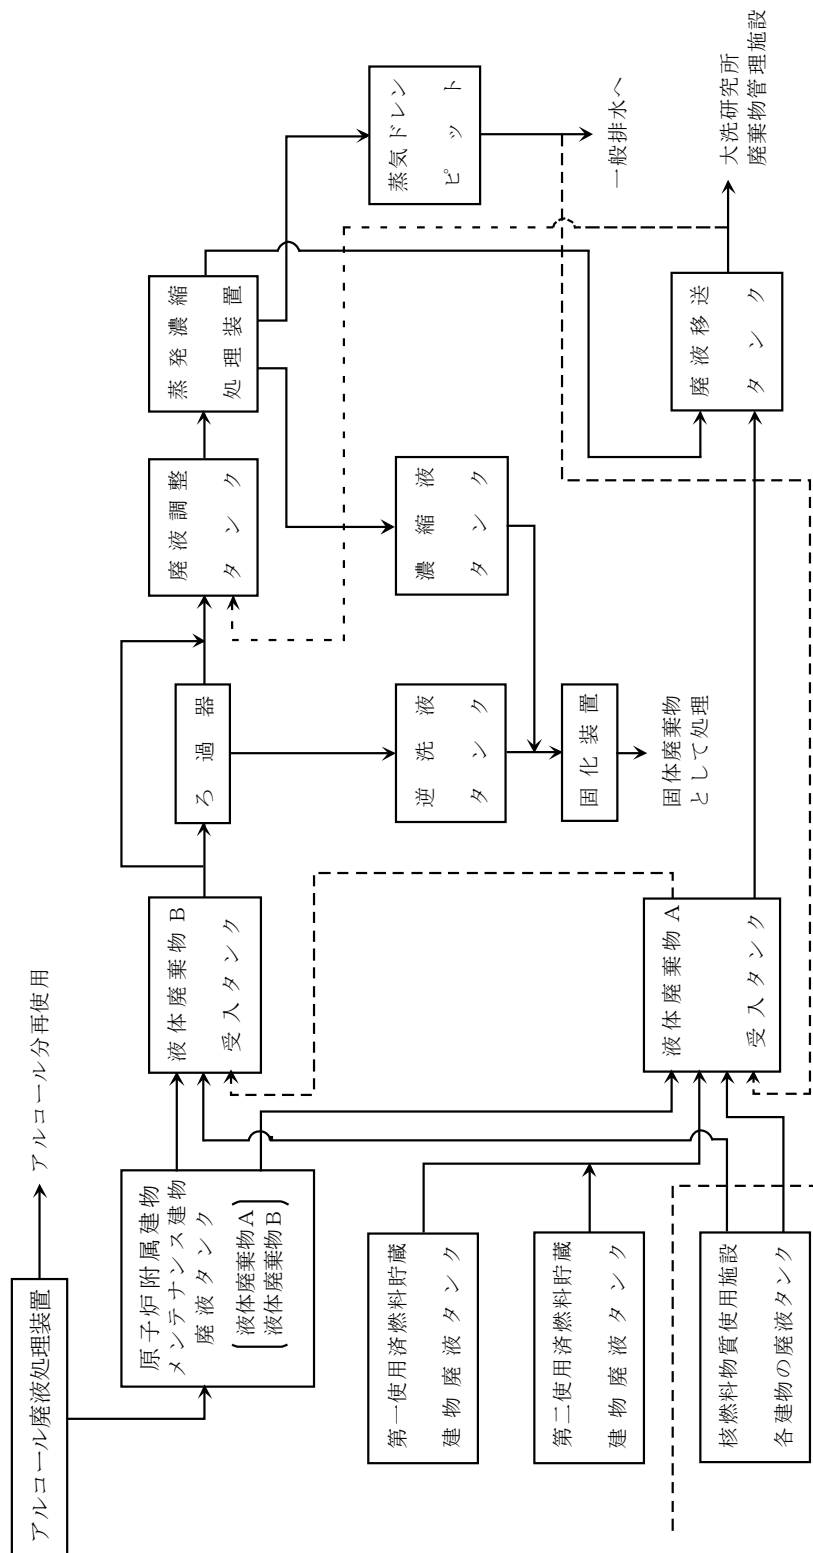 アルコール廃液処理装置
アルコール分再使用
原子炉附属建物
メンテナンス建物
廃液タンク
(液体廃棄物A
液体廃棄物B)
液体廃棄物B
受入タンク
ろ過器
廃液調整
タンク
蒸発濃縮
処理装置
蒸気ドレン
ピット
一般排水へ
逆洗液
タンク
濃縮液
タンク
固化装置
固体廃棄物
として処理
第一使用済燃料貯蔵
建物廃液タンク
第二使用済燃料貯蔵
建物廃液タンク
核燃料物質使用施設
各建物の廃液タンク
液体廃棄物A
受入タンク
廃液移送
タンク
大洗研究所
廃棄物管理施設